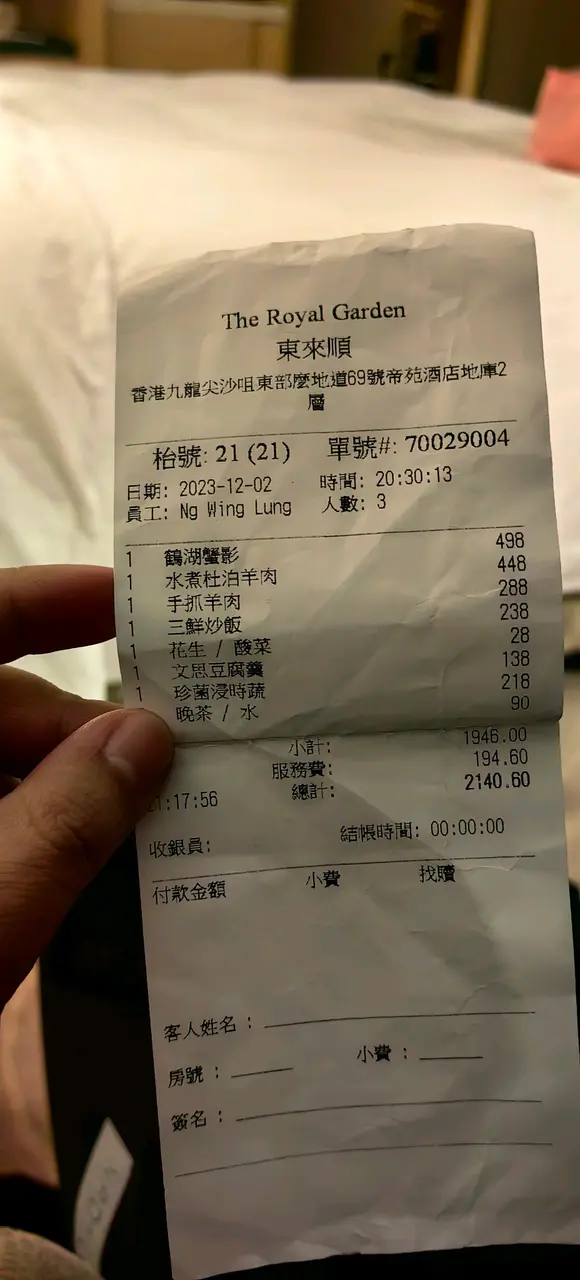 The Royal Garden
東來順
香港九龍尖沙咀東部麼地道69號帝苑酒店地庫2
層
枱號: 21 (21) 單號#: 70029004
日期: 2023-12-02 時間: 20:30:13
員工: Ng Wing Lung 人數: 3
1 鶴湖蟹影 498
1 水煮杜泊羊肉 448
1 手抓羊肉 288
1 三鮮炒飯 238
1 花生 / 酸菜 28
1 文思豆腐羹 138
1 珍菌浸時蔬 218
晚茶 / 水 90
小計: 1946.00
服務費: 194.60
總計: 2140.60
1:17:56
收銀員: 結帳時間: 00:00:00
付款金額 小費 找贖
客人姓名 :
房號 : 小費 :
簽名 :